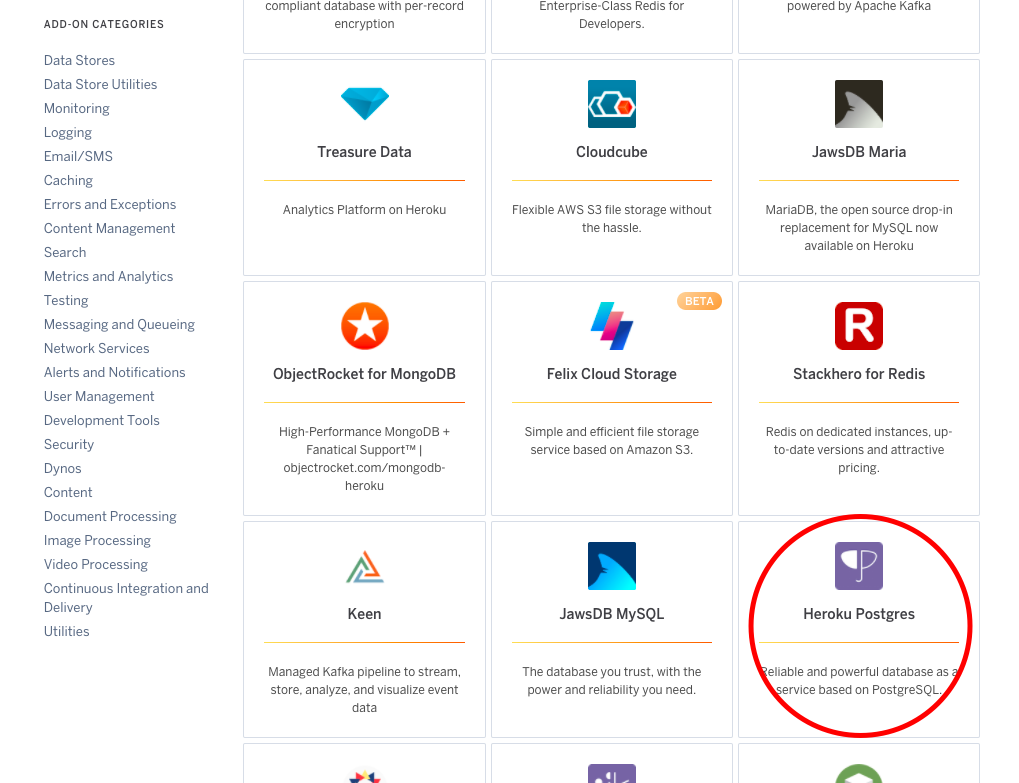 ADD-ON CATEGORIES
Data Stores
Data Store Utilities
Monitoring
Logging
Email/SMS
Caching
Errors and Exceptions
Content Management
Search
Metrics and Analytics
Testing
Messaging and Queueing
Network Services
Alerts and Notifications
User Management
Development Tools
Security
Dynos
Content
Document Processing
Image Processing
Video Processing
Continuous Integration and
Delivery
Utilities
compliant database with per-record
encryption
Enterprise-Class Redis for
Developers.
powered by Apache Kafka
Treasure Data
Analytics Platform on Heroku
Cloudcube
Flexible AWS S3 file storage without
the hassle.
JawsDB Maria
MariaDB, the open source drop-in
replacement for MySQL now
available on Heroku
ObjectRocket for MongoDB
High-Performance MongoDB +
Fanatical Support™ |
objectrocket.com/mongodb-
heroku
BETA
Felix Cloud Storage
Simple and efficient file storage
service based on Amazon S3.
R
Stackhero for Redis
Redis on dedicated instances, up-
to-date versions and attractive
pricing.
Keen
Managed Kafka pipeline to stream,
store, analyze, and visualize event
data
JawsDB MySQL
The database you trust, with the
power and reliability you need.
Heroku Postgres
Reliable and powerful database as a
service based on PostgreSQL.